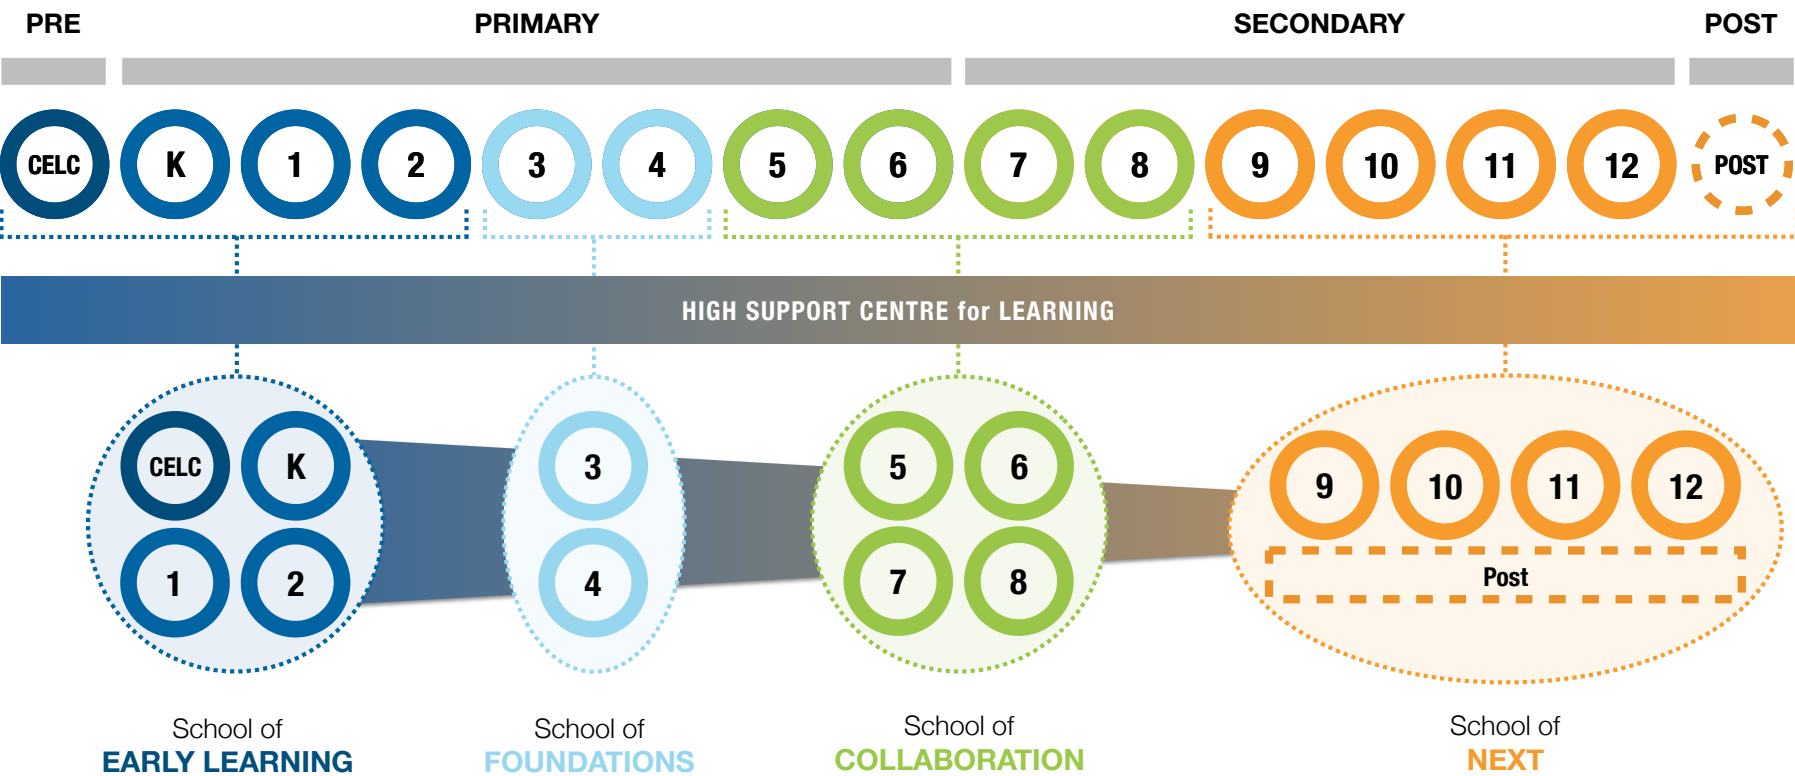 PRE PRIMARY SECONDARY POST
CELC K 1 2 3 4 5 6 7 8 9 10 11 12 POST
HIGH SUPPORT CENTRE for LEARNING
CELC K
1 2
3
4
5 6
7 8
9 10 11 12
Post
School of
EARLY LEARNING
School of
FOUNDATIONS
School of
COLLABORATION
School of
NEXT